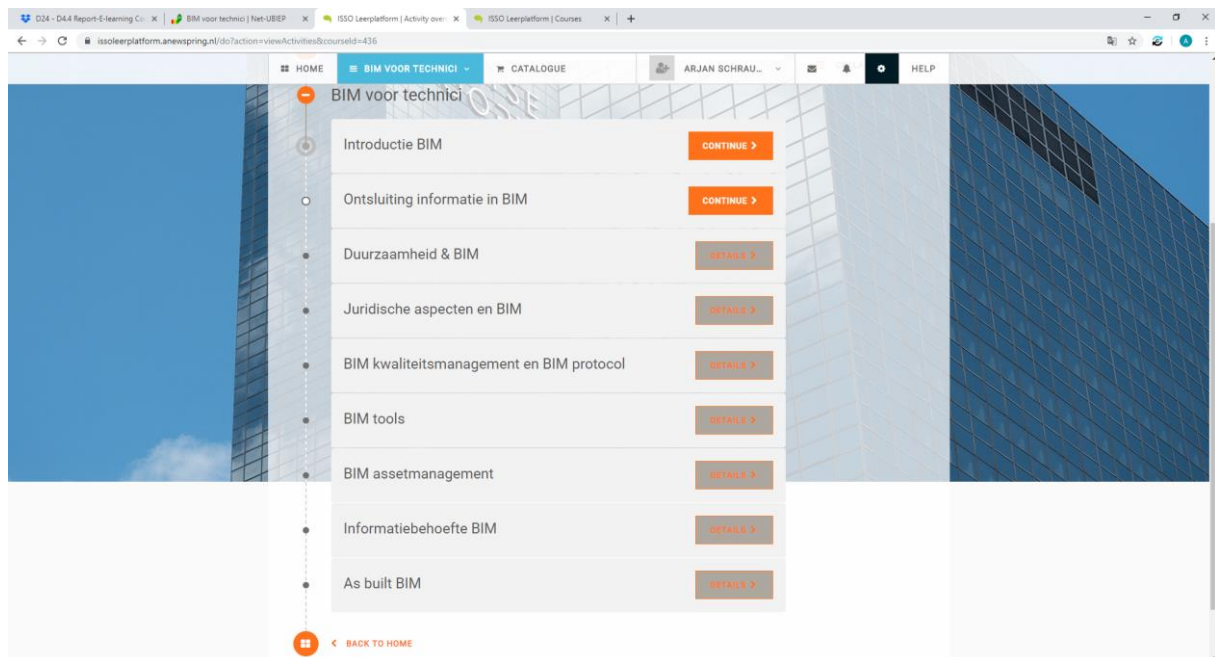 D24 - D4.4 Report-E-learning Co
BIM voor technici | Net-UBIEP
ISSO Leerplatform | Activity over
ISSO Leerplatform | Courses
issoleerplatform.anewspring.nl/do?action=viewActivities&courseId=436
HOME
BIM VOOR TECHNICI
CATALOGUE
ARJAN SCHRAU...
HELP
BIM voor technici
Introductie BIM
CONTINUE >
Ontsluiting informatie in BIM
CONTINUE >
Duurzaamheid & BIM
DETAILS >
Juridische aspecten en BIM
DETAILS >
BIM kwaliteitsmanagement en BIM protocol
DETAILS >
BIM tools
DETAILS >
BIM assetmanagement
DETAILS >
Informatiebehoefte BIM
DETAILS >
As built BIM
DETAILS >
< BACK TO HOME